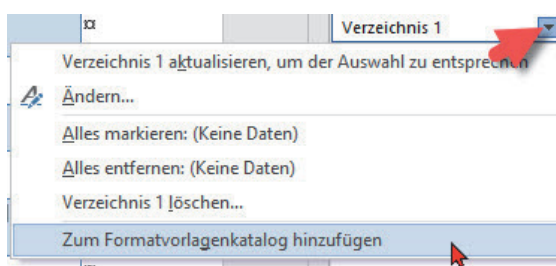 ¤
Verzeichnis 1
Verzeichnis 1 aktualisieren, um der Auswahl zu entsprechen
Ändern...
Alles markieren: (Keine Daten)
Alles entfernen: (Keine Daten)
Verzeichnis 1 löschen...
Zum Formatvorlagenkatalog hinzufügen